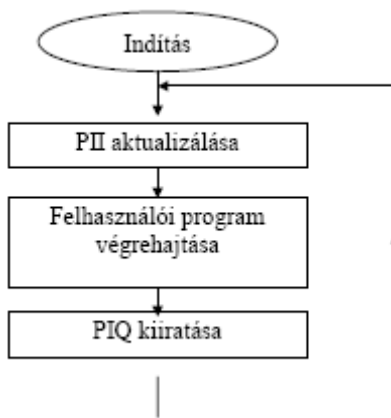 Indítás
PII aktualizálása
Felhasználói program
végrehajtása
PIQ kiiratása